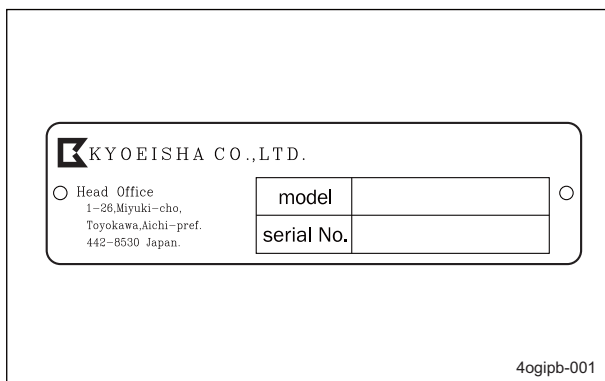 KYOEISHA CO.,LTD.
Head Office
1-26,Miyuki-cho,
Toyokawa,Aichi-pref.
442-8530 Japan.
model
serial No.
4ogipb-001